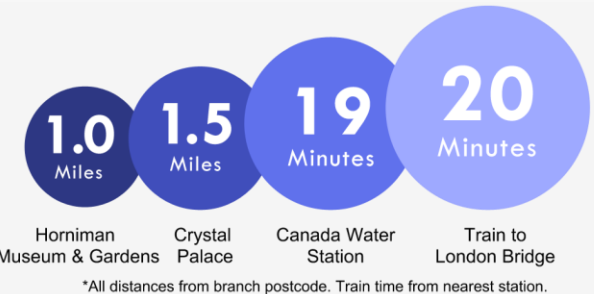 1.0
Miles
1.5
Miles
19
Minutes
20
Minutes
Horniman
Museum & Gardens
Crystal
Palace
Canada Water
Station
Train to
London Bridge
*All distances from branch postcode. Train time from nearest station.